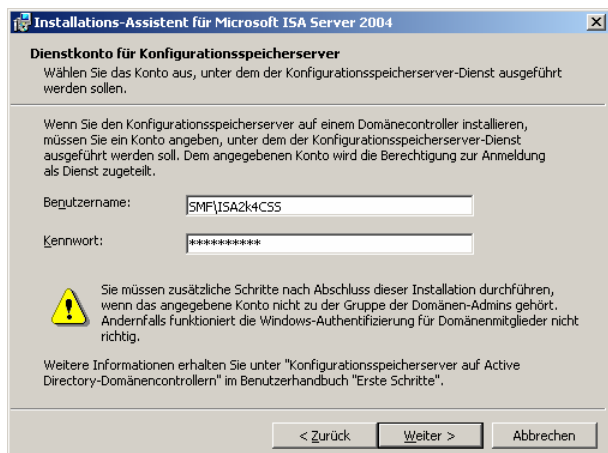 Installations-Assistent für Microsoft ISA Server 2004
Dienstkonto für Konfigurationsspeicherserver
Wählen Sie das Konto aus, unter dem der Konfigurationsspeicherserver-Dienst ausgeführt
werden sollen.
Wenn Sie den Konfigurationsspeicherserver auf einem Domänecontroller installieren,
müssen Sie ein Konto angeben, unter dem der Konfigurationsspeicherserver-Dienst
ausgeführt werden soll. Dem angegebenen Konto wird die Berechtigung zur Anmeldung
als Dienst zugeteilt.
Benutzername:
SMF\ISA2k4CSS
Kennwort:
**********
Sie müssen zusätzliche Schritte nach Abschluss dieser Installation durchführen,
wenn das angegebene Konto nicht zu der Gruppe der Domänen-Admins gehört.
Andernfalls funktioniert die Windows-Authentifizierung für Domänenmitglieder nicht
richtig.
Weitere Informationen erhalten Sie unter "Konfigurationsspeicherserver auf Active
Directory-Domänencontrollern" im Benutzerhandbuch "Erste Schritte".
< Zurück
Weiter >
Abbrechen